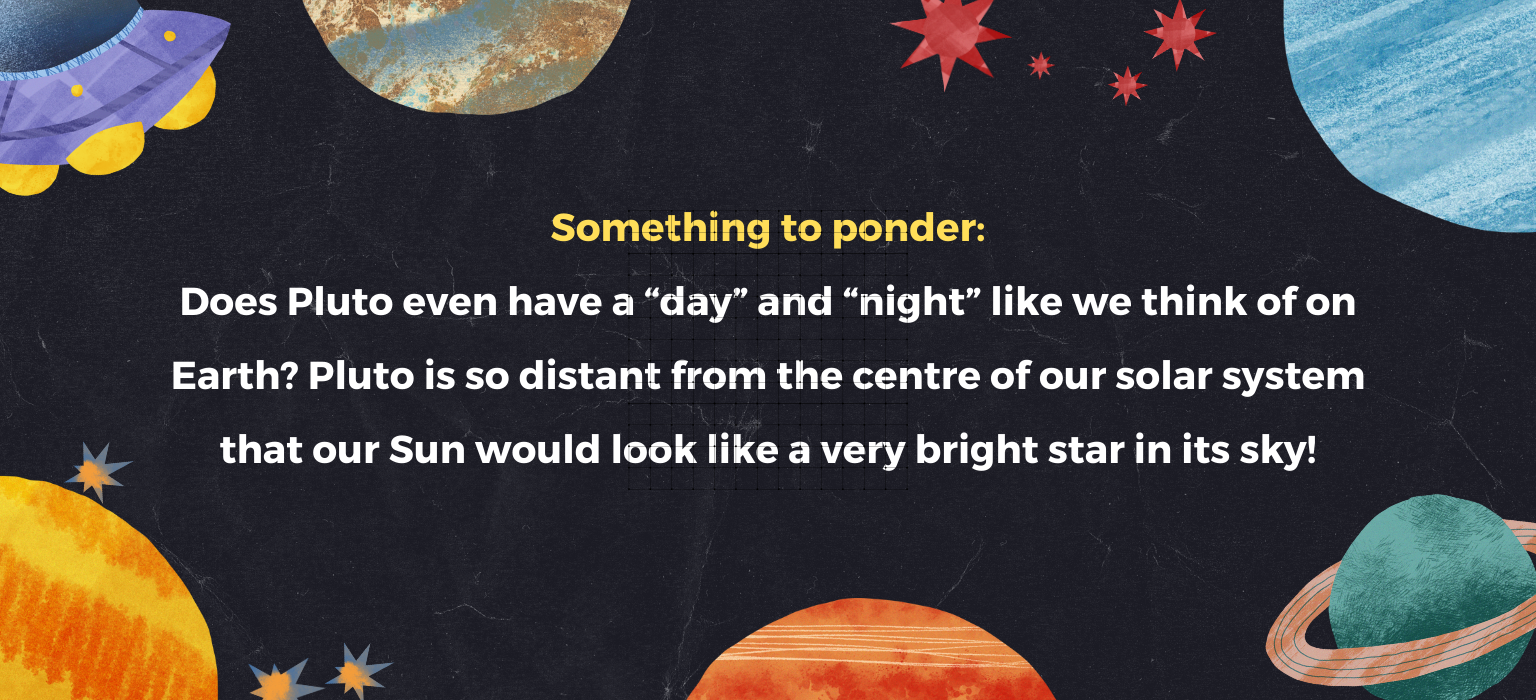 Something to ponder:
Does Pluto even have a “day” and “night” like we think of on
Earth? Pluto is so distant from the centre of our solar system
that our Sun would look like a very bright star in its sky!